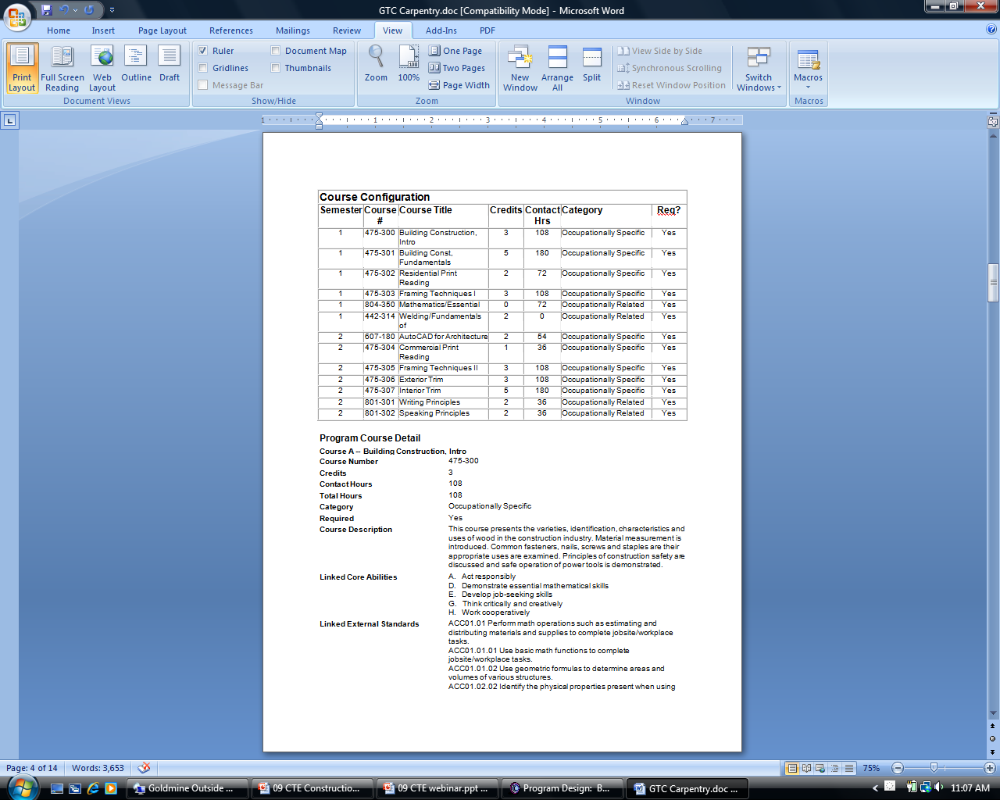 GTC Carpentry.doc [Compatibility Mode] - Microsoft Word
Home Insert Page Layout References Mailings Review View Add-Ins PDF
Print Layout
Full Screen Reading
Web Layout
Outline
Draft
Document Views
Ruler
Gridlines
Message Bar
Document Map
Thumbnails
Show/Hide
Zoom
100%
One Page
Two Pages
Page Width
Zoom
New Window
Arrange All
Split
View Side by Side
Synchronous Scrolling
Reset Window Position
Switch Windows
Window
Macros
Macros
1 1 2 3 4 5 6 7
Course Configuration
Semester Course # Course Title Credits Contact Hrs Category Req?
1 475-300 Building Construction, Intro 3 108 Occupationally Specific Yes
1 475-301 Building Const, Fundamentals 5 180 Occupationally Specific Yes
1 475-302 Residential Print Reading 2 72 Occupationally Specific Yes
1 475-303 Framing Techniques I 3 108 Occupationally Specific Yes
1 804-350 Mathematics/Essential 0 72 Occupationally Related Yes
1 442-314 Welding/Fundamentals of 2 0 Occupationally Related Yes
2 607-180 AutoCAD for Architecture 2 54 Occupationally Specific Yes
2 475-304 Commercial Print Reading 1 36 Occupationally Specific Yes
2 475-305 Framing Techniques II 3 108 Occupationally Specific Yes
2 475-306 Exterior Trim 3 108 Occupationally Specific Yes
2 475-307 Interior Trim 5 180 Occupationally Specific Yes
2 801-301 Writing Principles 2 36 Occupationally Related Yes
2 801-302 Speaking Principles 2 36 Occupationally Related Yes
Program Course Detail
Course A -- Building Construction, Intro
Course Number 475-300
Credits 3
Contact Hours 108
Total Hours 108
Category Occupationally Specific
Required Yes
Course Description This course presents the varieties, identification, characteristics and
uses of wood in the construction industry. Material measurement is
introduced. Common fasteners, nails, screws and staples are their
appropriate uses are examined. Principles of construction safety are
discussed and safe operation of power tools is demonstrated.
Linked Core Abilities A. Act responsibly
D. Demonstrate essential mathematical skills
E. Develop job-seeking skills
G. Think critically and creatively
H. Work cooperatively
Linked External Standards ACC01.01 Perform math operations such as estimating and
distributing materials and supplies to complete jobsite/workplace
tasks.
ACC01.01.01 Use basic math functions to complete
jobsite/workplace tasks.
ACC01.01.02 Use geometric formulas to determine areas and
volumes of various structures.
ACC01.02.02 Identify the physical properties present when using
Page: 4 of 14 Words: 3,653 75%
Goldmine Outside ... 09 CTE Constructio... 09 CTE webinar.ppt ... Program Design: B... GTC Carpentry.doc ... 11:07 AM